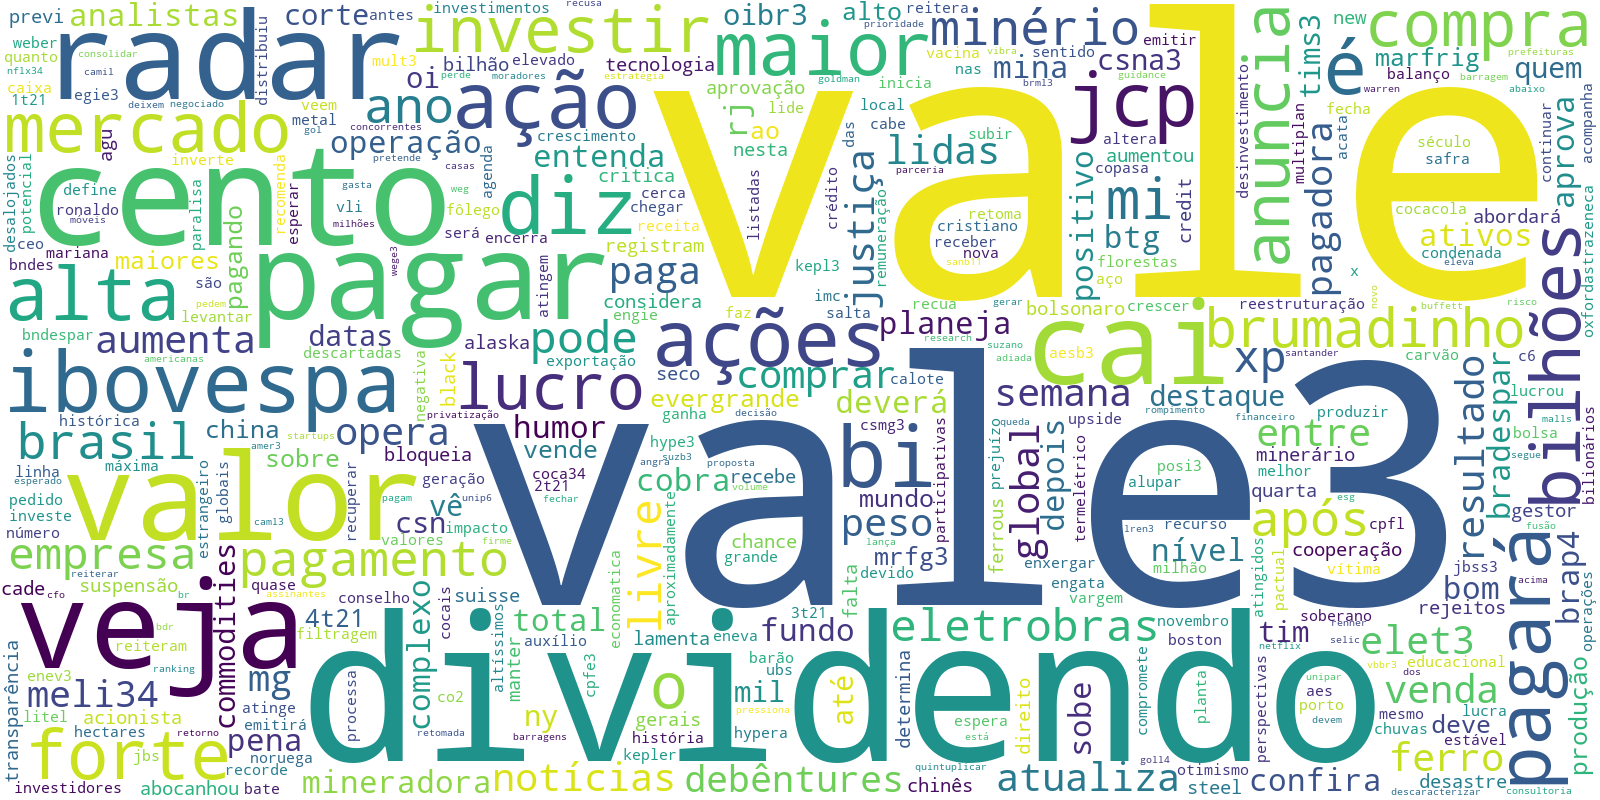 vale
vale3
dividendo
pagar
cento
radar
veja
valor
ibovespa
cai
forte
ação
ações
investir
mercado
maior
jcp
alta
diz
lucro
pagará
bilhões
anuncia
compra
é
minério
mi
abi
brumadinho
após
brasil
empresa
pagamento
livre
eletrobras
mineradora
notícias
debêntures
atualiza
confira
ferro
venda
elet3
produção
brap4
bradespar
resultado
xp
semana
global
peso
nível
entre
destaque
planeja
comprar
pode
paga
entenda
lidas
justiça
positivo
btg
pagadora
ativos
aprova
quem
marfrig
tims3
csna3
mina
oibr3
corte
analistas
ano
oi
operação
rj
ao
aumenta
datas
opera
humor
sobre
china
csn
vê
cobra
deverá
evergrande
mundo
mrfg3
depois
bom
rejeitos
tim
deve
sobe
até
mil
o
fundo
total
complexo
ny
4t21
mg
meli34
pena
commodities
previ
weber
quanto
caixa
1t21
egie3
mult3
bilhão
elevado
tecnologia
alto
reitera
investimentos
antes
recusa
consolidar
distribuiu
deixem
negociado
veem
metal
gol
concorrentes
pretende
crescimento
aprovação
lide
vacina
prioridade
vibra
sentido
nas
inicia
emitir
goldman
local
cabe
das
subir
nesta
listadas
crédito
parceria
aumentou
copasa
altera
guidance
brml3
balanço
new
prefeituras
barragem
warren
abaixo
fecha
acata
multiplan
desinvestimento
século
safra
continuar
acompanha
oxfordastrazeneca
cocacola
abordará
condenada
eleva
novo
buffett
risco
x
reestruturação
bolsonaro
crescer
florestas
aço
credit
retoma
cristiano
receber
nova
sanoll
gerar
remuneração
kepl3
imc
salta
recua
faz
engie
considera
registram
receita
critica
cerca
chegar
será
encerra
atingem
wege3
weg
gasta
casas
milhões
móveis
fôlego
agenda
vli
esperar
recomenda
paralisa
inverte
define
ronaldo
potencial
desalojados
agu
nflx34
camil
estrategia
perde
moradores
ceo
mariana
bndes
maiores
são
pagando
pedem
levantar
bndespar
descartadas
americanas
alaska
exportação
black
negativa
privatização
histórica
startups
amer3
bloqueia
máxima
linha
esperado
pedido
investe
número
estrangeiro
globais
recuperar
geração
caml3
valores
impacto
firme
pagam
unip6
fechar
2t21
coca34
vende
seco
hype3
suzb3
angra
proposta
volume
ganha
decisão
recebe
calote
csmg3
chance
grande
devido
aesb3
research
suzano
adiada
santander
carvão
c6
upside
rompimento
financeiro
queda
produzir
lucrou
malls
bolsa
segue
minerário
melhor
posi3
alupar
quarta
gestor
cpfl
bilionários
prejuízo
participativas
termelétrico
ferrous
lren3
recurso
lança
esg
fusão
enxergar
milhão
engata
vargem
cooperação
vítima
pactual
atingidos
jbss3
acima
soberano
renner
selic
netflix
vbbr3
educacional
unipar
dos
aes
porto
devem
mesmo
lucra
chuvas
estável
desastre
operações
descaracterizar
consultoria
otimismo
steel
goll4
perspectivas
planta
compromete
novembro
boston
direito
espera
está
determina
quintuplicar
chinês
falta
3t21
aproximadamente
economatica
lamenta
eneva
barão
ubs
gerais
história
hypera
kepler
pressiona
cpfe3
manter
altíssimos
auxílio
suisse
cocais
conselho
filtragem
processa
co2
retomada
barragens
quase
assinantes
suspensão
reiteram
reiterar
br
cade
cfo
bdr
ranking
enev3
transparência
litel
acionista
hectares
jbs
retorno
atinge
emitirá
noruega
recorde
abocanhou
bate
investidores